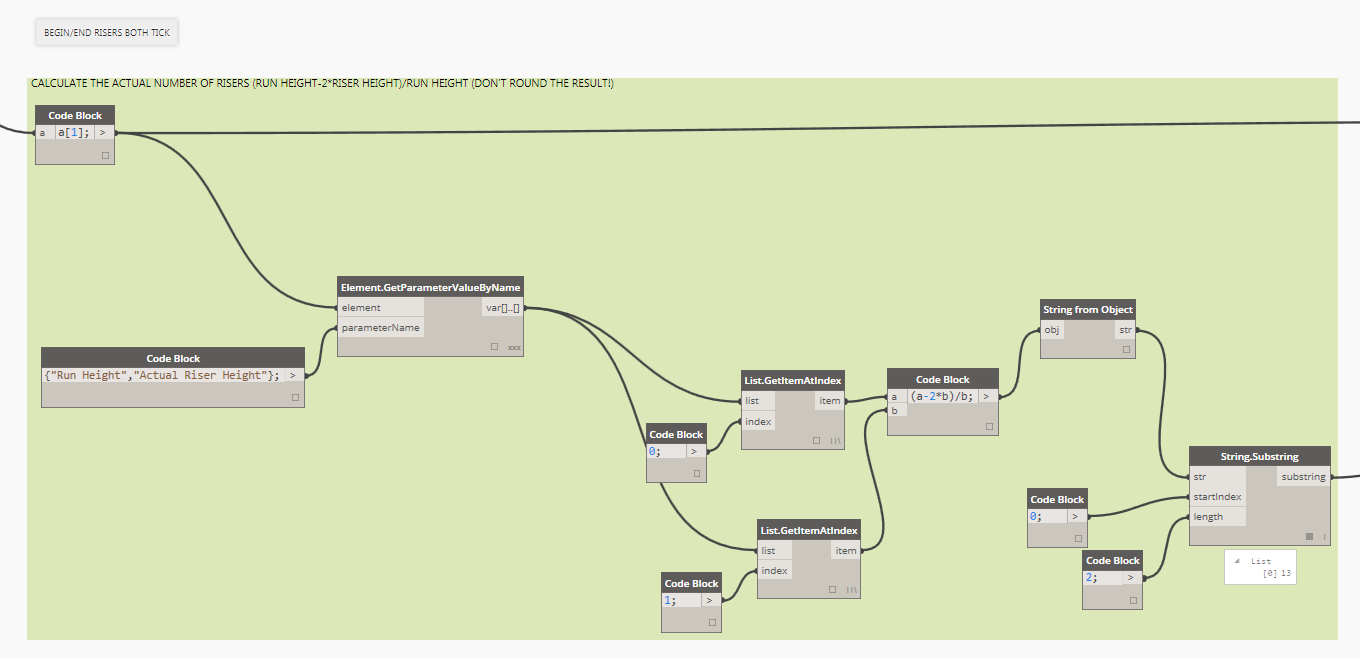 BEGIN/END RISERS BOTH TICK
CALCULATE THE ACTUAL NUMBER OF RISERS (RUN HEIGHT-2*RISER HEIGHT)/RUN HEIGHT (DON'T ROUND THE RESULT!)
Code Block
a a[1]; >
Element.GetParameterValueByName
element var[]..[]
parameterName
xxx
Code Block
{"Run Height","Actual Riser Height"}; >
String from Object
obj str
List.GetItemAtIndex
list item
index
Code Block
a (a-2*b)/b; >
b
Code Block
0; >
String.Substring
str substring
startIndex
length
Code Block
0; >
List.GetItemAtIndex
list item
index
Code Block
2; >
List
[0] 13
Code Block
1; >